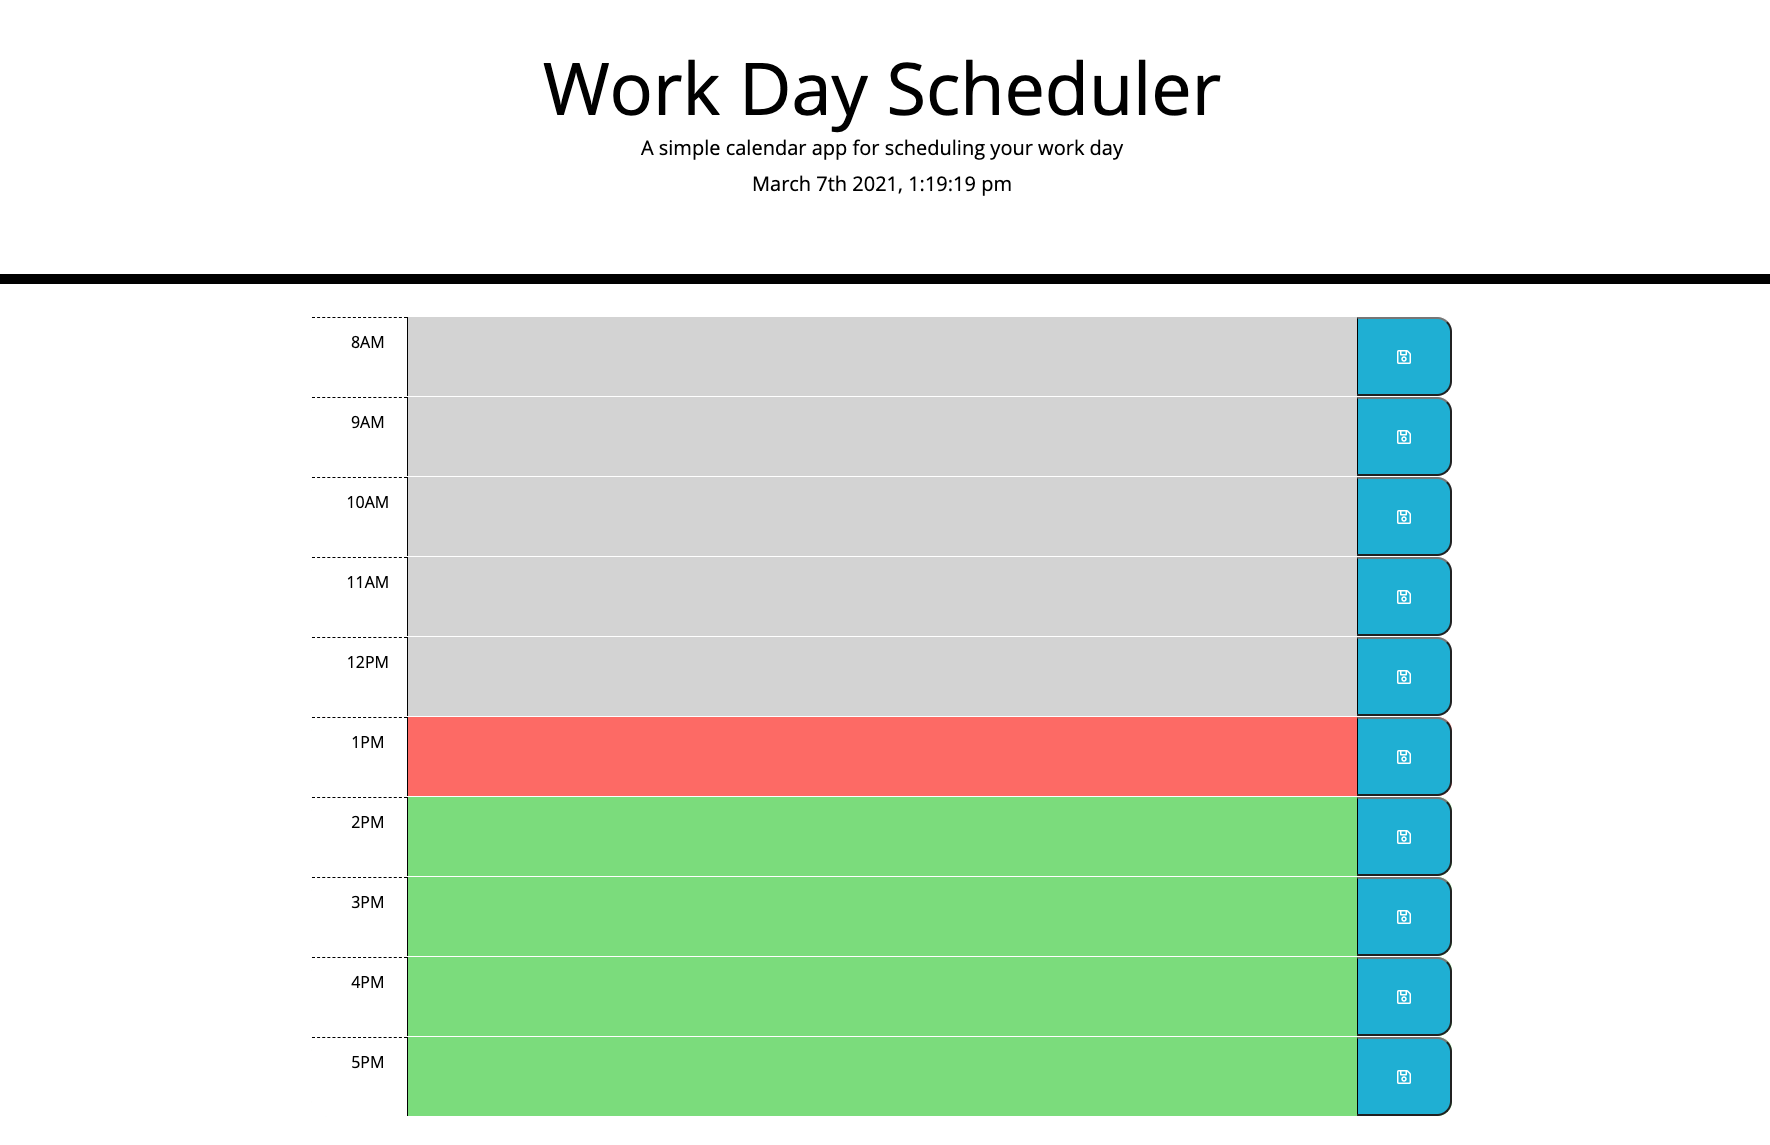 Work Day Scheduler
A simple calendar app for scheduling your work day
March 7th 2021, 1:19:19 pm
8AM
9AM
10AM
11AM
12PM
1PM
2PM
3PM
4PM
5PM